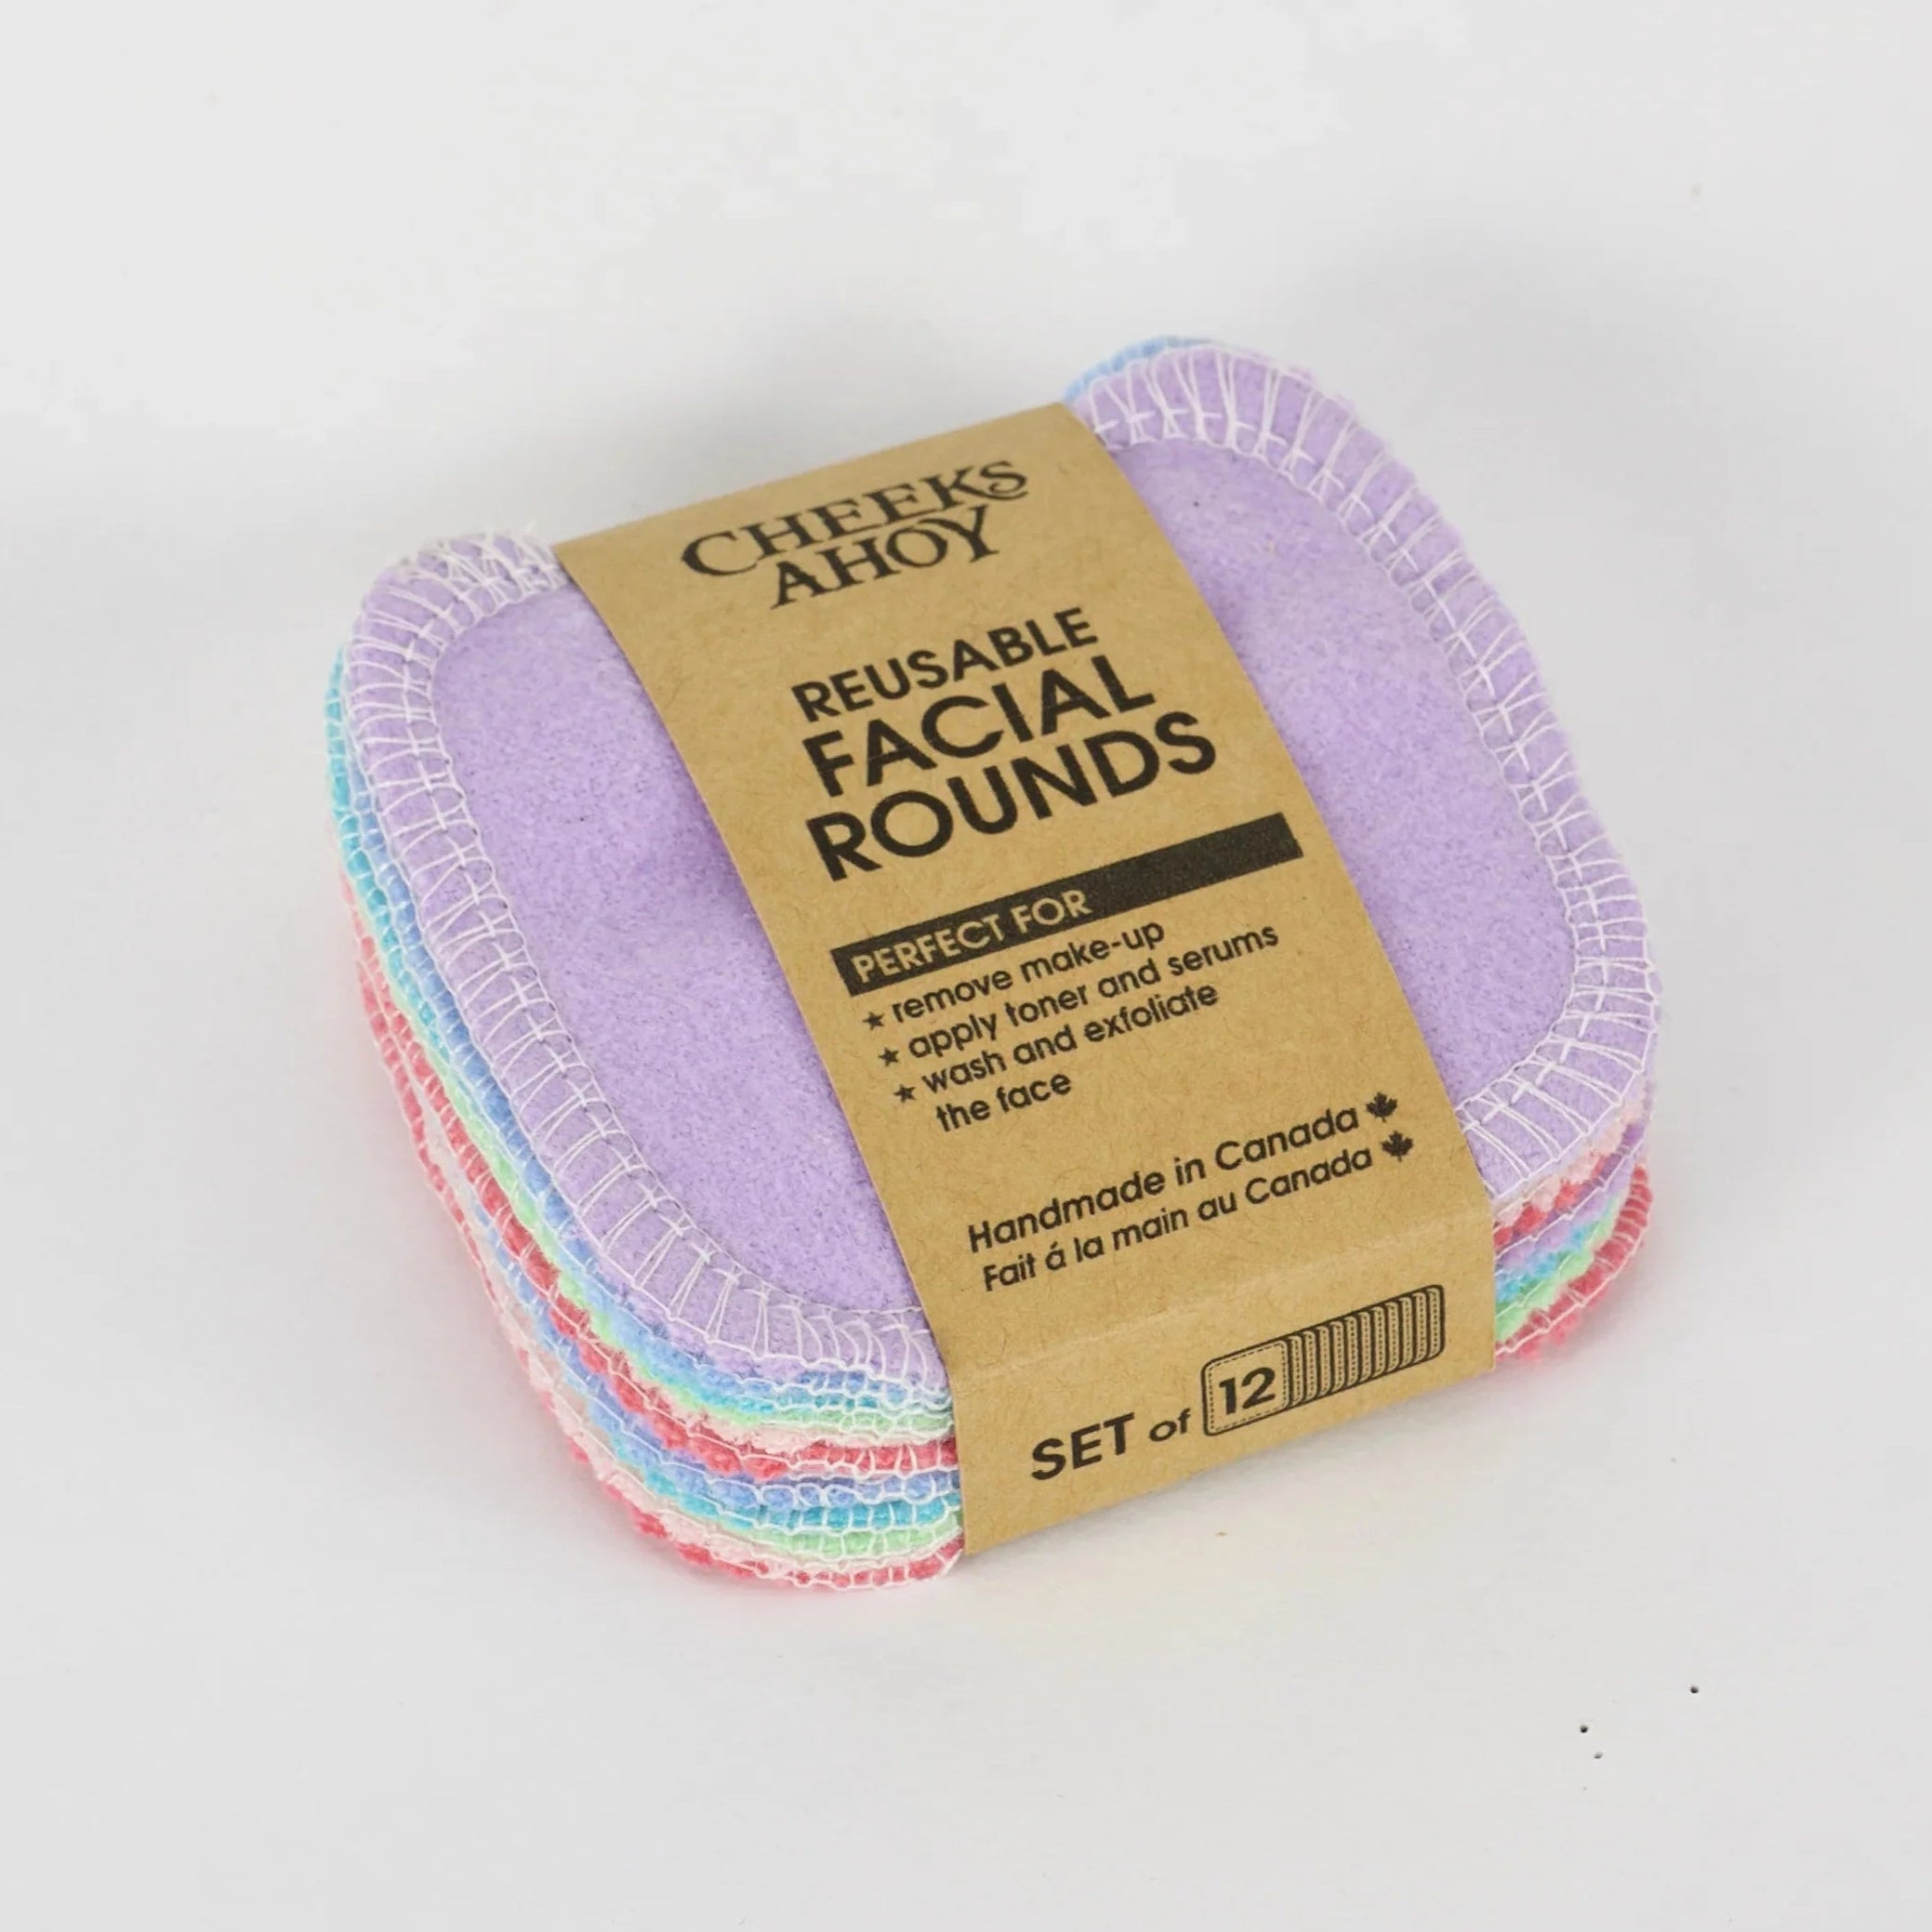 CHEEKS
AHOY
REUSABLE
FACIAL
ROUNDS
PERFECT FOR
★ remove make-up
★ apply toner and serums
★ wash and exfoliate
the face
Handmade in Canada
Fait á la main au Canada
SET of 12